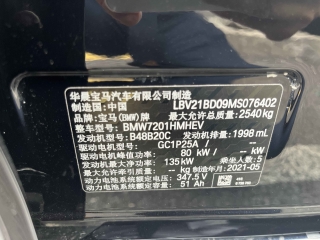 华晨宝马汽车有限公司制造
制造国:中国 LBV21BD09MS076402
最大允许总质量:2540kg
品牌:宝马(BMW)牌
整车型号:BMW7201HMHEV
发动机型号:B48B20C 发动机排量:1998 mL
驱动电机型号: GC1P25A
驱动电机峰值功率: 80 kW / -- kW
发动机最大净功率: 135kW 乘坐人数:5
-- kg 制造年月:2021-05
动力电池系统额定电压: 347.5 V
动力电池系统额定容量: 51 Ah